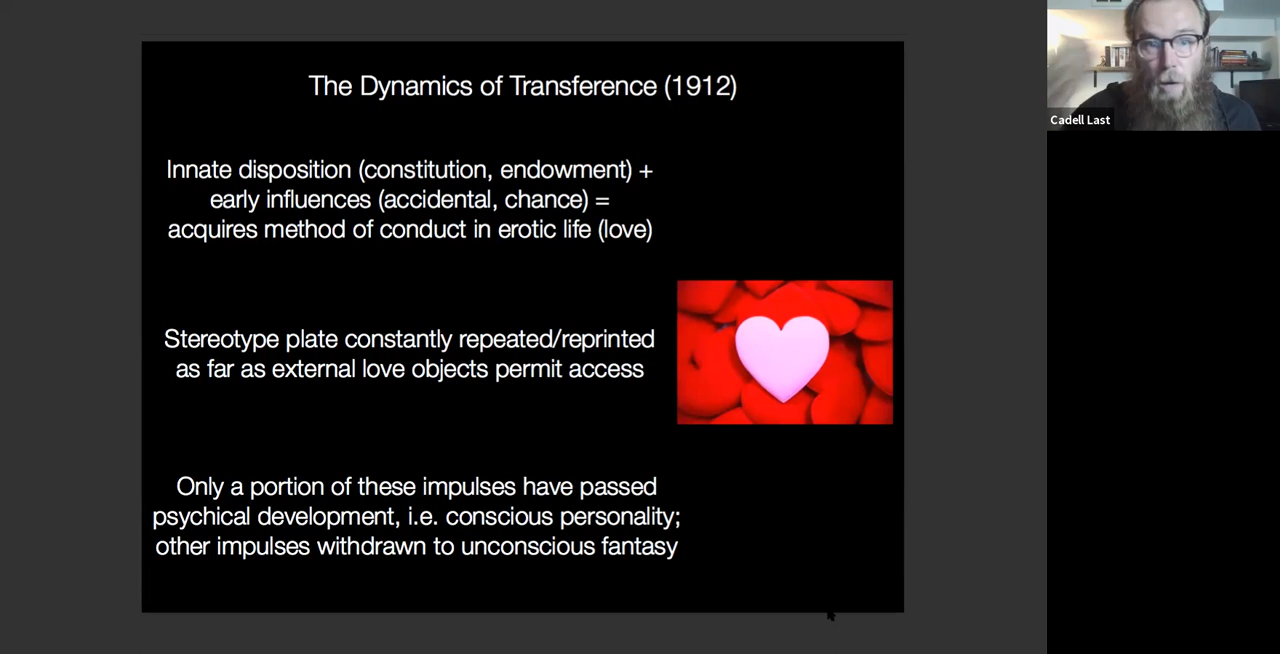 The Dynamics of Transference (1912)
Innate disposition (constitution, endowment) +
early influences (accidental, chance) =
acquires method of conduct in erotic life (love)
Stereotype plate constantly repeated/reprinted
as far as external love objects permit access
Only a portion of these impulses have passed
psychical development, i.e. conscious personality;
other impulses withdrawn to unconscious fantasy
Cadell Last